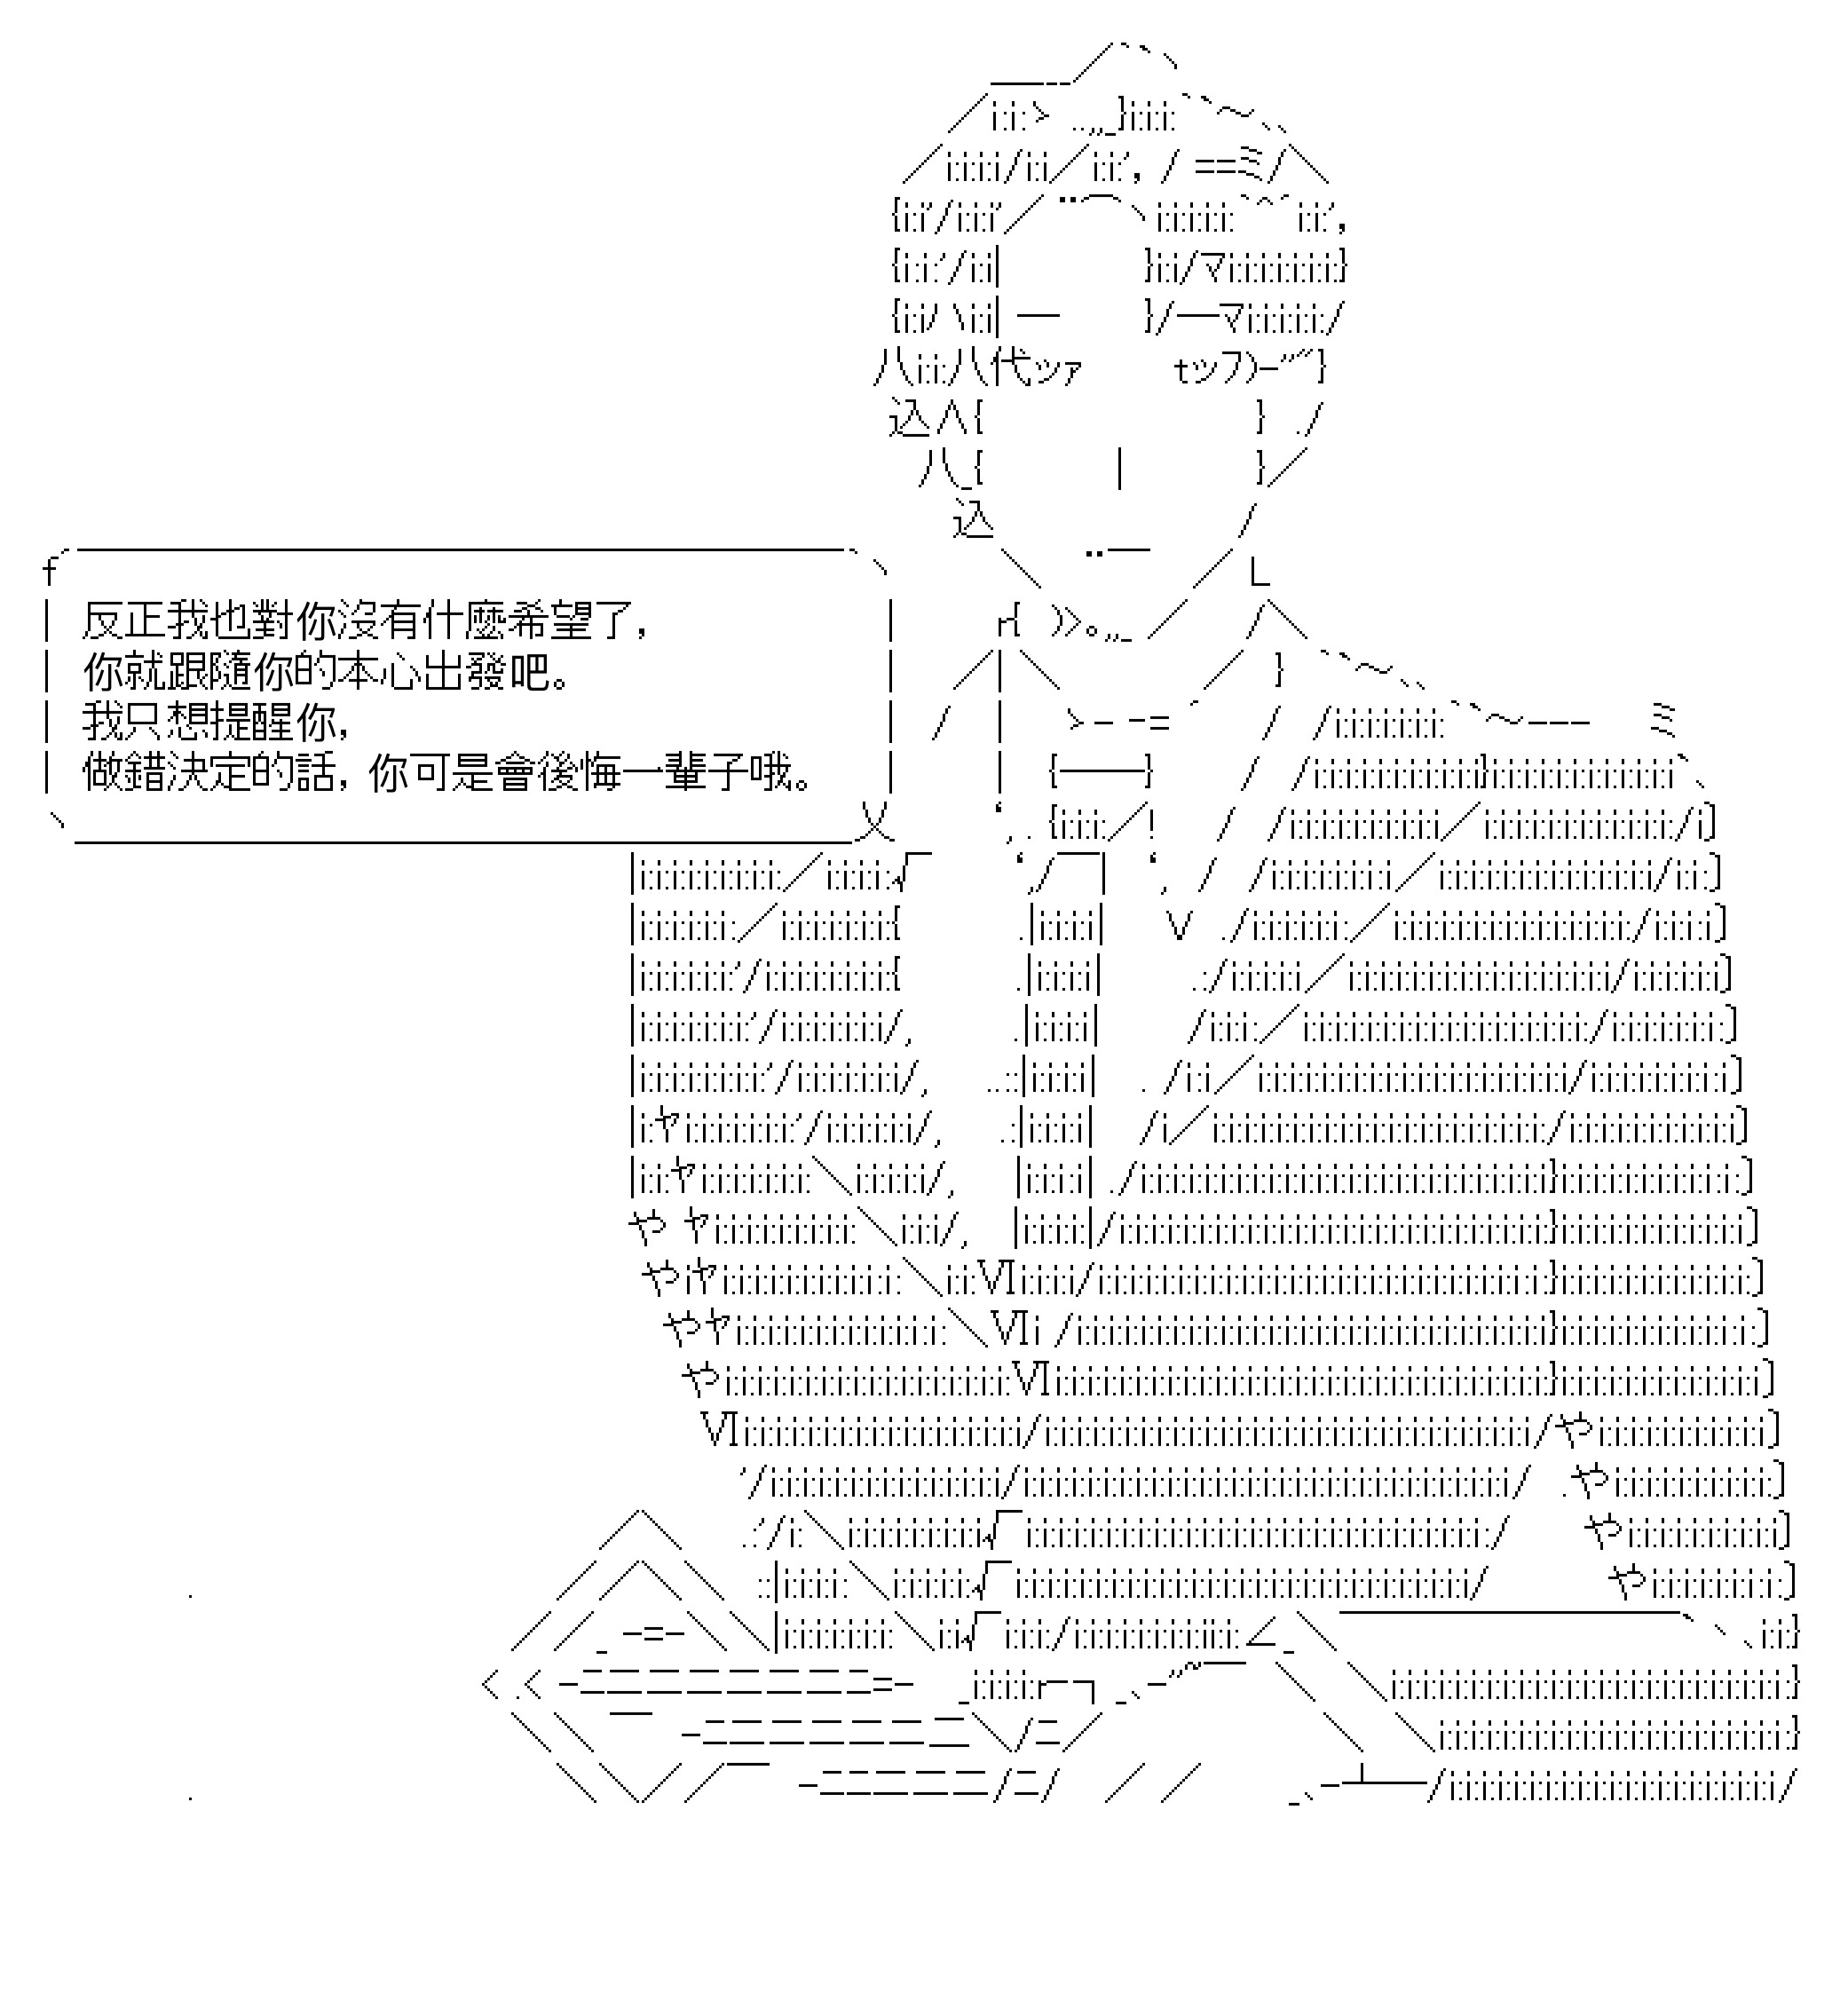 反正我也對你沒有什麼希望了，
你就跟隨你的本心出發吧。
我只想提醒你，
做錯決定的話，你可是會後悔一輩子哦。